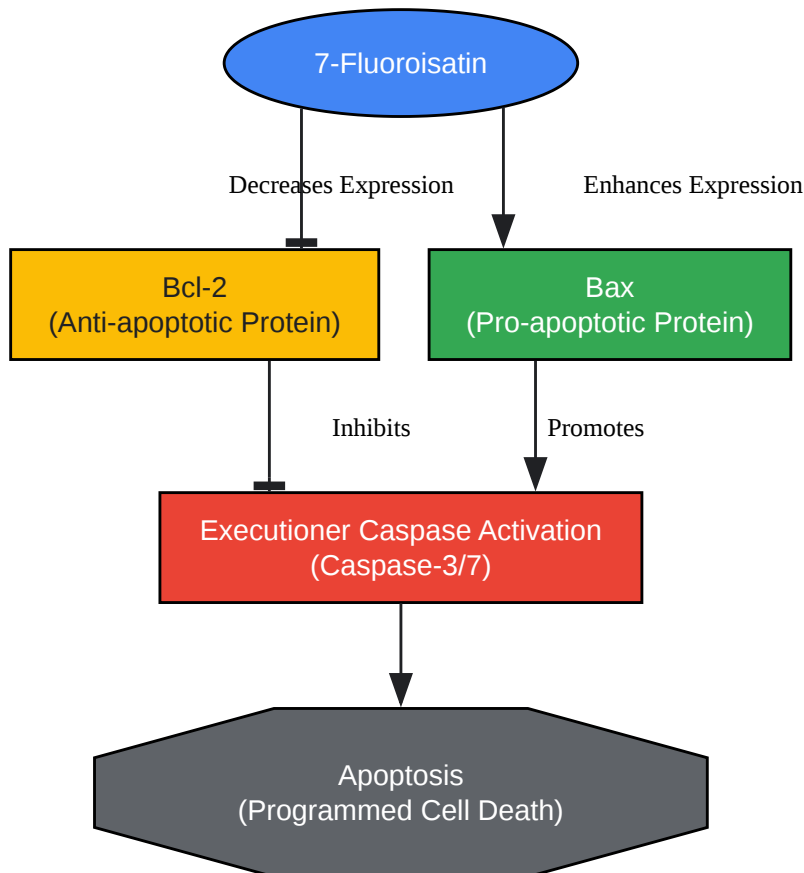 7-Fluoroisatin
Decreases Expression
Enhances Expression
Bcl-2
(Anti-apoptotic Protein)
Bax
(Pro-apoptotic Protein)
Inhibits
Promotes
Executioner Caspase Activation
(Caspase-3/7)
Apoptosis
(Programmed Cell Death)